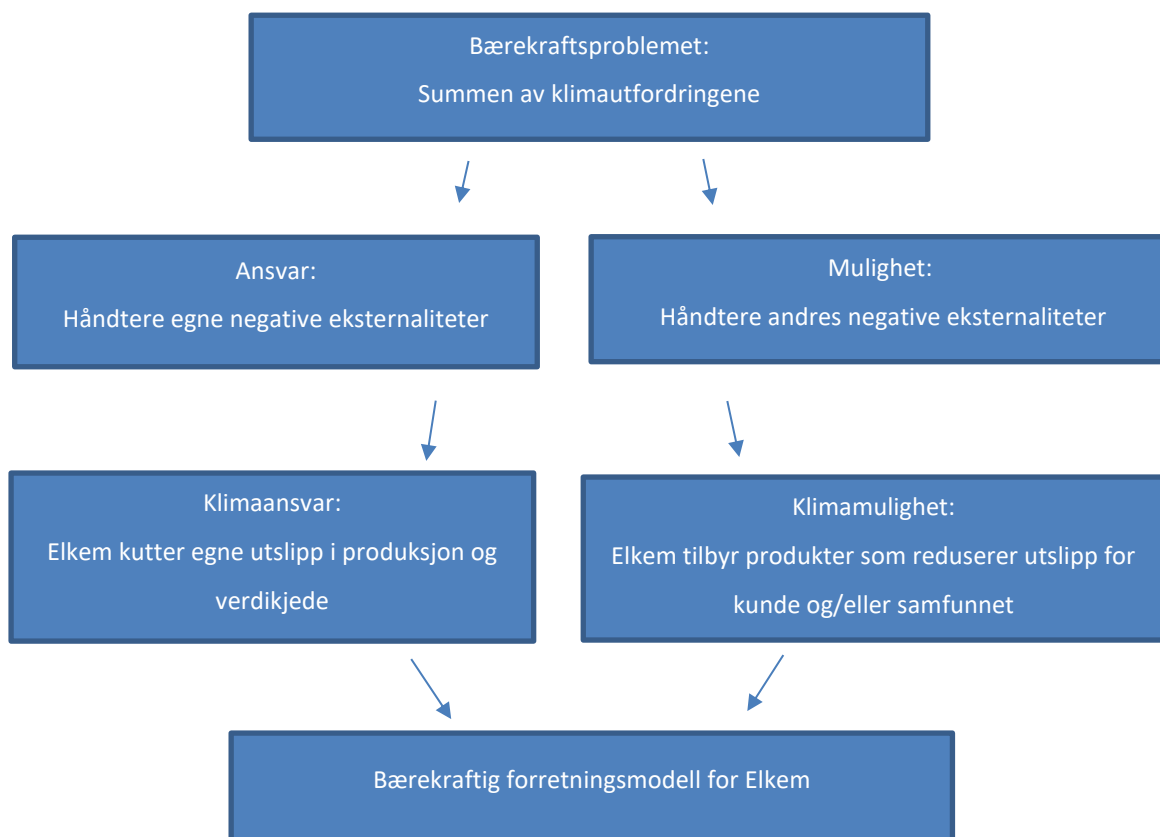 Bærekraftsproblemet:
Summen av klimautfordringene
Ansvar:
Håndtere egne negative eksternaliteter
Mulighet:
Håndtere andres negative eksternaliteter
Klimaansvar:
Elkem kutter egne utslipp i produksjon og
verdikjede
Klimamulighet:
Elkem tilbyr produkter som reduserer utslipp for
kunde og/eller samfunnet
Bærekraftig forretningsmodell for Elkem